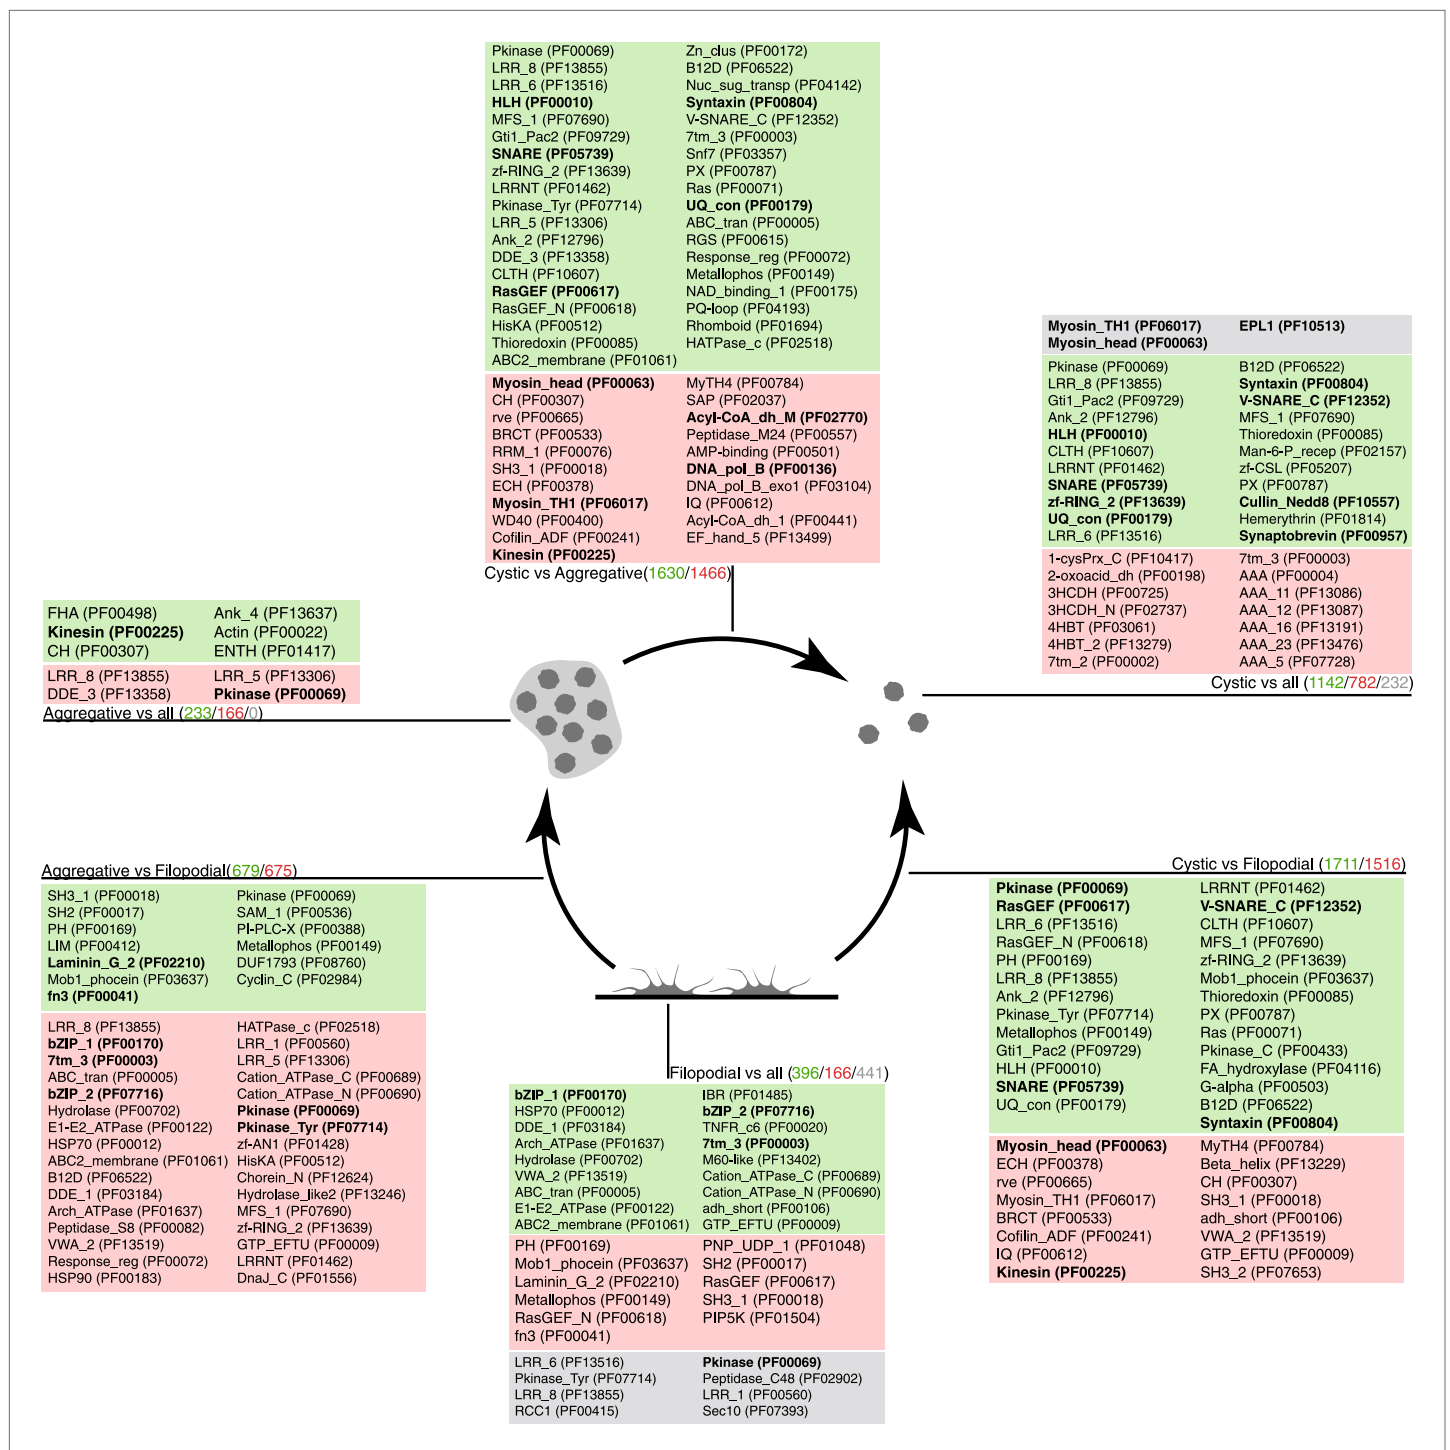 Pkinase (PF00069) Zn_clus (PF00172)
LRR_8 (PF13855) B12D (PF06522)
LRR_6 (PF13516) Nuc_sug_transp (PF04142)
HLH (PF00010) Syntaxin (PF00804)
MFS_1 (PF07690) V-SNARE_C (PF12352)
Gti1_Pac2 (PF09729) 7tm_3 (PF00003)
SNARE (PF05739) Snf7 (PF03357)
zf-RING_2 (PF13639) PX (PF00787)
LRRNT (PF01462) Ras (PF00071)
Pkinase_Tyr (PF07714) UQ_con (PF00179)
LRR_5 (PF13306) ABC_tran (PF00005)
Ank_2 (PF12796) RGS (PF00615)
DDE_3 (PF13358) Response_reg (PF00072)
CLTH (PF10607) Metallophos (PF00149)
RasGEF (PF00617) NAD_binding_1 (PF00175)
RasGEF_N (PF00618) PQ-loop (PF04193)
HisKA (PF00512) Rhomboid (PF01694)
Thioredoxin (PF00085) HATPase_c (PF02518)
ABC2_membrane (PF01061)
Myosin_head (PF00063) MyTH4 (PF00784)
CH (PF00307) SAP (PF02037)
rve (PF00665) Acyl-CoA_dh_M (PF02770)
BRCT (PF00533) Peptidase_M24 (PF00557)
RRM_1 (PF00076) AMP-binding (PF00501)
SH3_1 (PF00018) DNA_pol_B (PF00136)
ECH (PF00378) DNA_pol_B_exo1 (PF03104)
Myosin_TH1 (PF06017) IQ (PF00612)
WD40 (PF00400) Acyl-CoA_dh_1 (PF00441)
Cofilin_ADF (PF00241) EF_hand_5 (PF13499)
Kinesin (PF00225)
Cystic vs Aggregative(1630/1466)
Myosin_TH1 (PF06017) EPL1 (PF10513)
Myosin_head (PF00063)
Pkinase (PF00069) B12D (PF06522)
LRR_8 (PF13855) Syntaxin (PF00804)
Gti1_Pac2 (PF09729) V-SNARE_C (PF12352)
Ank_2 (PF12796) MFS_1 (PF07690)
HLH (PF00010) Thioredoxin (PF00085)
CLTH (PF10607) Man-6-P_recep (PF02157)
LRRNT (PF01462) zf-CSL (PF05207)
SNARE (PF05739) PX (PF00787)
zf-RING_2 (PF13639) Cullin_Nedd8 (PF10557)
UQ_con (PF00179) Hemerythrin (PF01814)
LRR_6 (PF13516) Synaptobrevin (PF00957)
1-cysPrx_C (PF10417) 7tm_3 (PF00003)
2-oxoacid_dh (PF00198) AAA (PF00004)
3HCDH (PF00725) AAA_11 (PF13086)
3HCDH_N (PF02737) AAA_12 (PF13087)
4HBT (PF03061) AAA_16 (PF13191)
4HBT_2 (PF13279) AAA_23 (PF13476)
7tm_2 (PF00002) AAA_5 (PF07728)
Cystic vs all (1142/782/232)
FHA (PF00498) Ank_4 (PF13637)
Kinesin (PF00225) Actin (PF00022)
CH (PF00307) ENTH (PF01417)
LRR_8 (PF13855) LRR_5 (PF13306)
DDE_3 (PF13358) Pkinase (PF00069)
Aggregative vs all (233/166/0)
Aggregative vs Filopodial(679/675)
SH3_1 (PF00018) Pkinase (PF00069)
SH2 (PF00017) SAM_1 (PF00536)
PH (PF00169) PI-PLC-X (PF00388)
LIM (PF00412) Metallophos (PF00149)
Laminin_G_2 (PF02210) DUF1793 (PF08760)
Mob1_phocein (PF03637) Cyclin_C (PF02984)
fn3 (PF00041)
LRR_8 (PF13855) HATPase_c (PF02518)
bZIP_1 (PF00170) LRR_1 (PF00560)
7tm_3 (PF00003) LRR_5 (PF13306)
ABC_tran (PF00005) Cation_ATPase_C (PF00689)
bZIP_2 (PF07716) Cation_ATPase_N (PF00690)
Hydrolase (PF00702) Pkinase (PF00069)
E1-E2_ATPase (PF00122) Pkinase_Tyr (PF07714)
HSP70 (PF00012) zf-AN1 (PF01428)
ABC2_membrane (PF01061) HisKA (PF00512)
B12D (PF06522) Chorein_N (PF12624)
DDE_1 (PF03184) Hydrolase_like2 (PF13246)
Arch_ATPase (PF01637) MFS_1 (PF07690)
Peptidase_S8 (PF00082) zf-RING_2 (PF13639)
VWA_2 (PF13519) GTP_EFTU (PF00009)
Response_reg (PF00072) LRRNT (PF01462)
HSP90 (PF00183) DnaJ_C (PF01556)
Filopodial vs all (396/166/441)
bZIP_1 (PF00170) IBR (PF01485)
HSP70 (PF00012) bZIP_2 (PF07716)
DDE_1 (PF03184) TNFR_c6 (PF00020)
Arch_ATPase (PF01637) 7tm_3 (PF00003)
Hydrolase (PF00702) M60-like (PF13402)
VWA_2 (PF13519) Cation_ATPase_C (PF00689)
ABC_tran (PF00005) Cation_ATPase_N (PF00690)
E1-E2_ATPase (PF00122) adh_short (PF00106)
ABC2_membrane (PF01061) GTP_EFTU (PF00009)
PH (PF00169) PNP_UDP_1 (PF01048)
Mob1_phocein (PF03637) SH2 (PF00017)
Laminin_G_2 (PF02210) RasGEF (PF00617)
Metallophos (PF00149) SH3_1 (PF00018)
RasGEF_N (PF00618) PIP5K (PF01504)
fn3 (PF00041)
LRR_6 (PF13516) Pkinase (PF00069)
Pkinase_Tyr (PF07714) Peptidase_C48 (PF02902)
LRR_8 (PF13855) LRR_1 (PF00560)
RCC1 (PF00415) Sec10 (PF07393)
Cystic vs Filopodial (1711/1516)
Pkinase (PF00069) LRRNT (PF01462)
RasGEF (PF00617) V-SNARE_C (PF12352)
LRR_6 (PF13516) CLTH (PF10607)
RasGEF_N (PF00618) MFS_1 (PF07690)
PH (PF00169) zf-RING_2 (PF13639)
LRR_8 (PF13855) Mob1_phocein (PF03637)
Ank_2 (PF12796) Thioredoxin (PF00085)
Pkinase_Tyr (PF07714) PX (PF00787)
Metallophos (PF00149) Ras (PF00071)
Gti1_Pac2 (PF09729) Pkinase_C (PF00433)
HLH (PF00010) FA_hydroxylase (PF04116)
SNARE (PF05739) G-alpha (PF00503)
UQ_con (PF00179) B12D (PF06522)
Syntaxin (PF00804)
Myosin_head (PF00063) MyTH4 (PF00784)
ECH (PF00378) Beta_helix (PF13229)
rve (PF00665) CH (PF00307)
Myosin_TH1 (PF06017) SH3_1 (PF00018)
BRCT (PF00533) adh_short (PF00106)
Cofilin_ADF (PF00241) VWA_2 (PF13519)
IQ (PF00612) GTP_EFTU (PF00009)
Kinesin (PF00225) SH3_2 (PF07653)